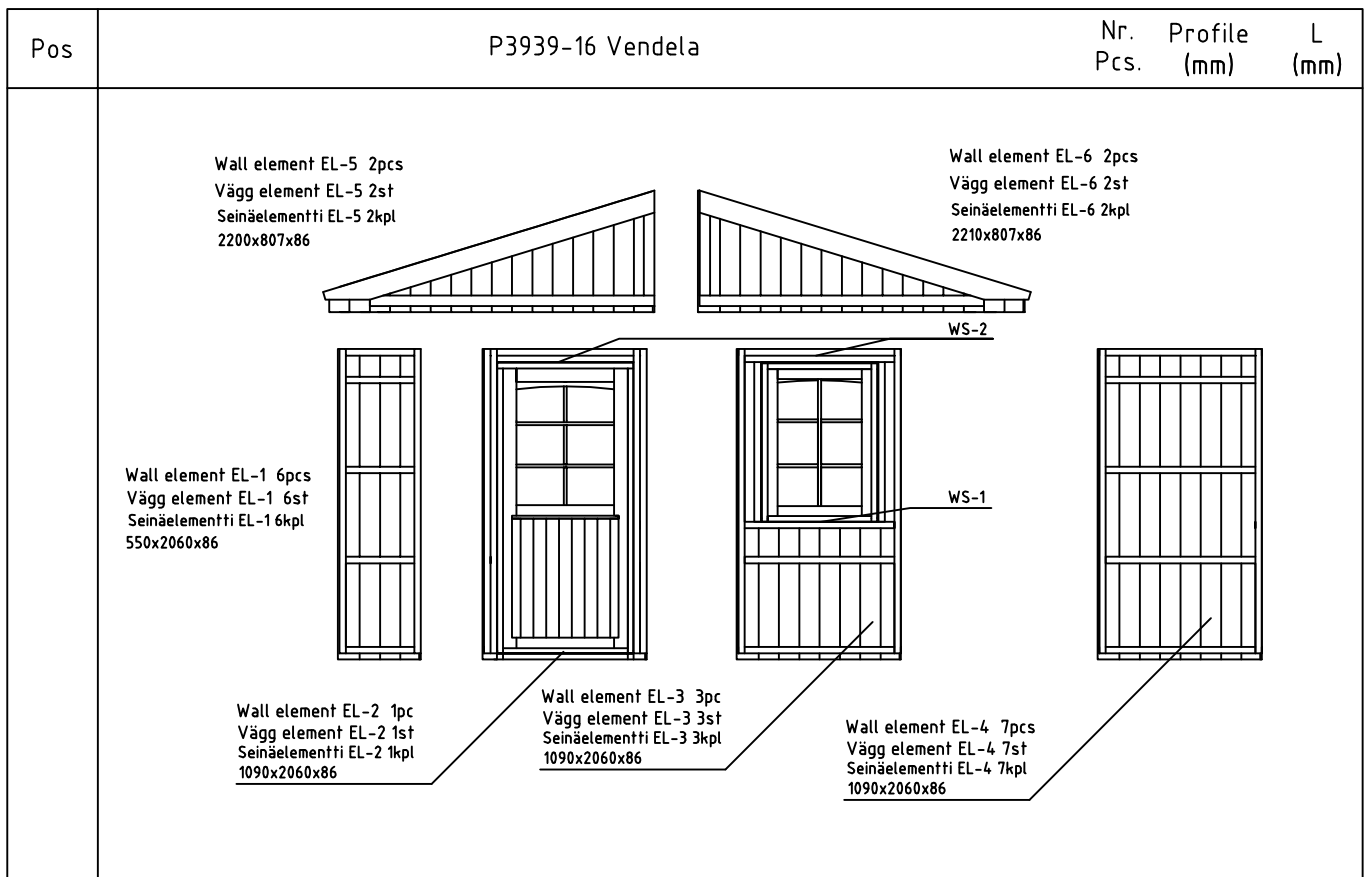 Pos
P3939-16 Vendela
Nr. Pcs.
Profile (mm)
L (mm)
Wall element EL-5 2pcs
Vägg element EL-5 2st
Seinäelementti EL-5 2kpl
2200x807x86
Wall element EL-6 2pcs
Vägg element EL-6 2st
Seinäelementti EL-6 2kpl
2210x807x86
WS-2
Wall element EL-1 6pcs
Vägg element EL-1 6st
Seinäelementti EL-1 6kpl
550x2060x86
WS-1
Wall element EL-2 1pc
Vägg element EL-2 1st
Seinäelementti EL-2 1kpl
1090x2060x86
Wall element EL-3 3pc
Vägg element EL-3 3st
Seinäelementti EL-3 3kpl
1090x2060x86
Wall element EL-4 7pcs
Vägg element EL-4 7st
Seinäelementti EL-4 7kpl
1090x2060x86